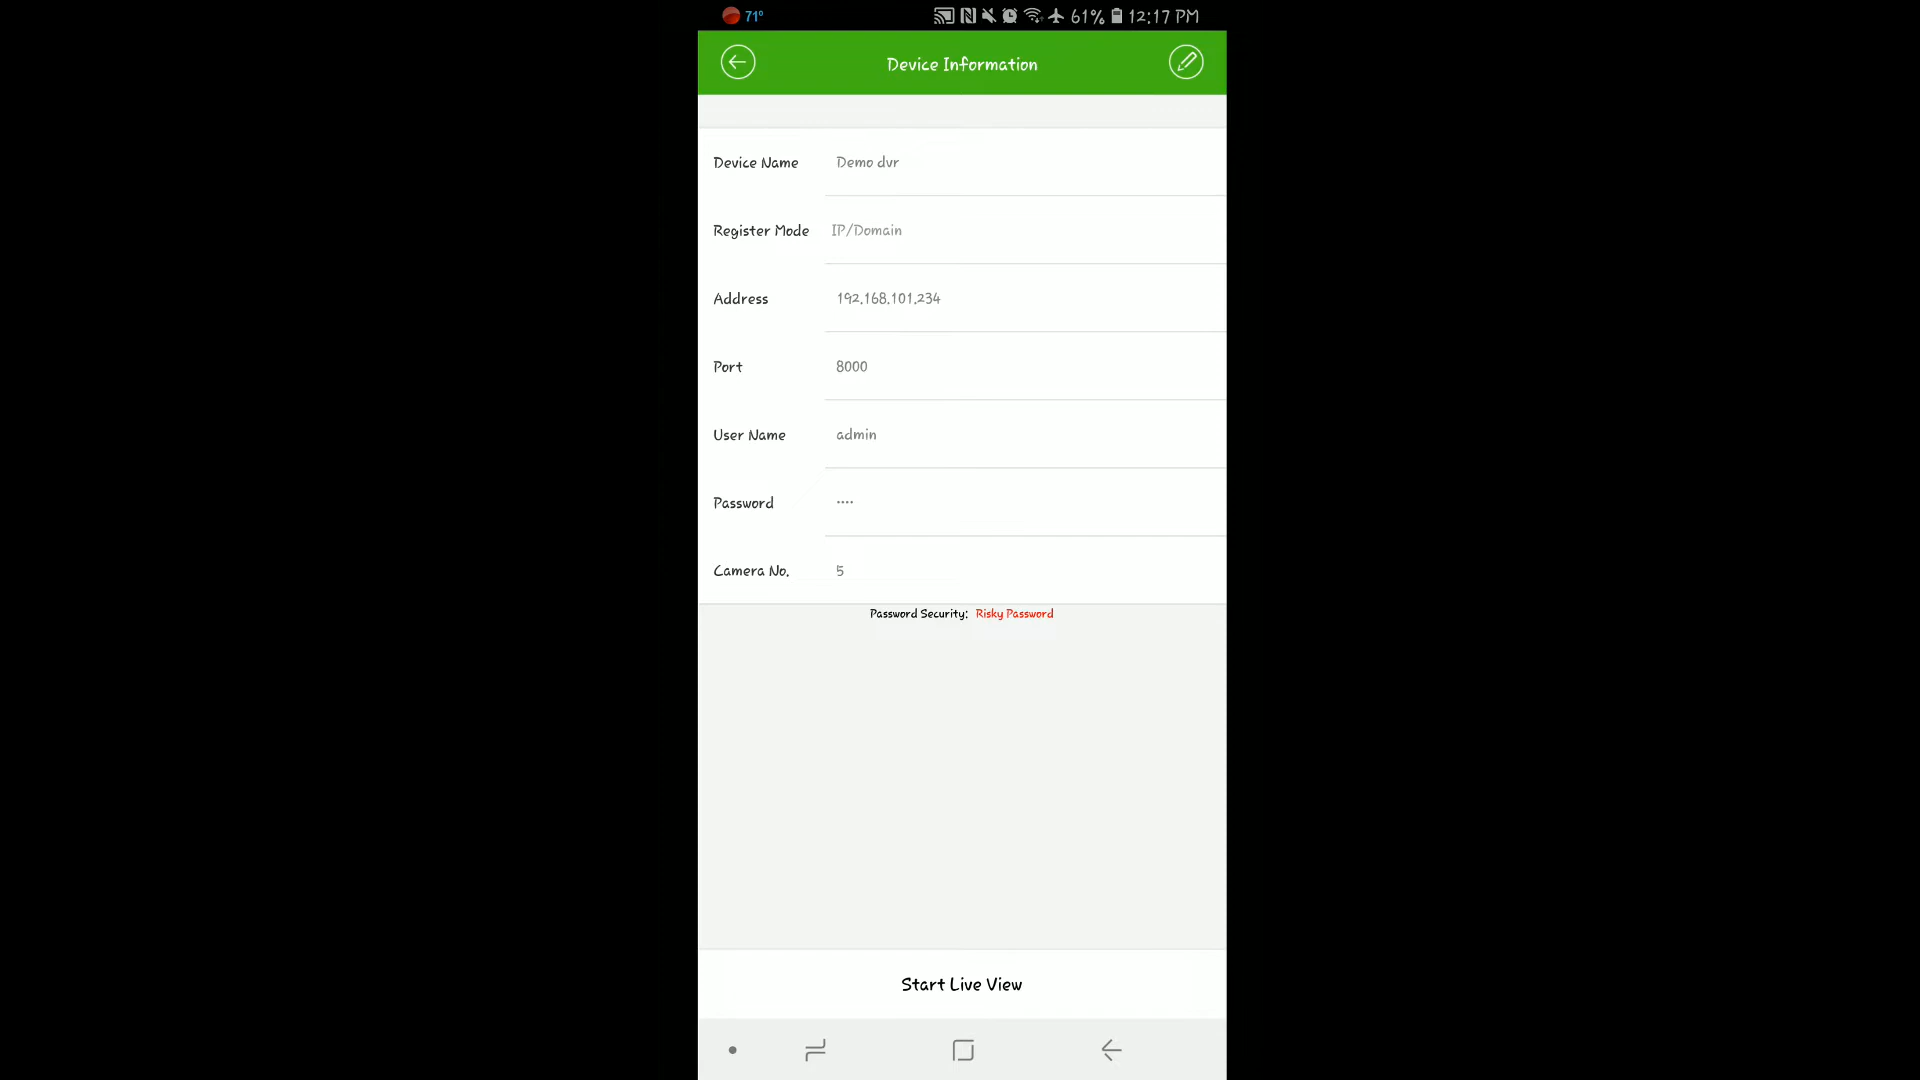 71° 61% 12:17 PM
Device Information
Device Name Demo dvr
Register Mode IP/Domain
Address 192.168.101.234
Port 8000
User Name admin
Password ····
Camera No. 5
Password Security: Risky Password
Start Live View